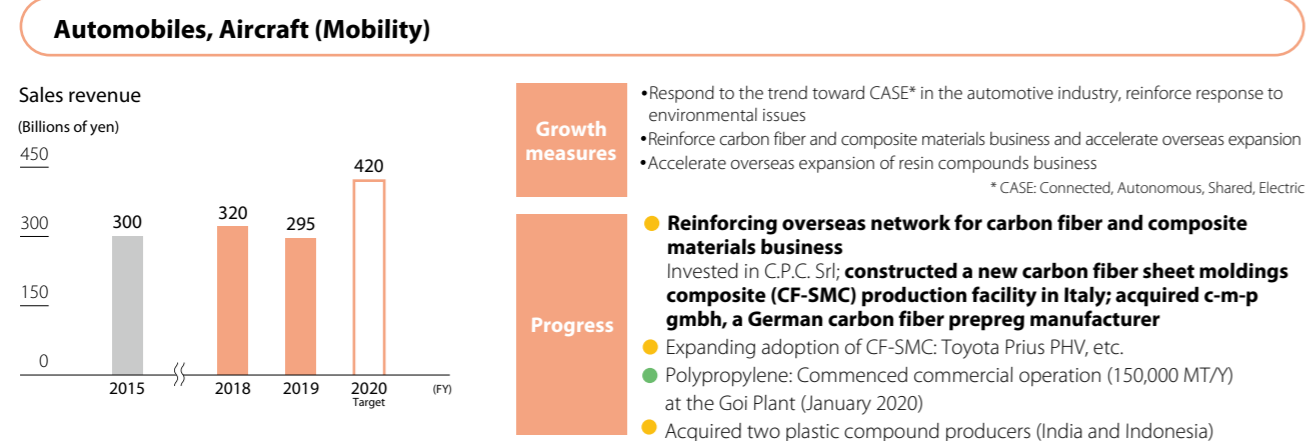 Automobiles, Aircraft (Mobility)
Sales revenue
(Billions of yen)
450
300
150
0
300
320
295
420
2015
2018
2019
2020
Target
(FY)
Growth
measures
•Respond to the trend toward CASE* in the automotive industry, reinforce response to
environmental issues
•Reinforce carbon fiber and composite materials business and accelerate overseas expansion
•Accelerate overseas expansion of resin compounds business
* CASE: Connected, Autonomous, Shared, Electric
Progress
Reinforcing overseas network for carbon fiber and composite
materials business
Invested in C.P.C. Srl; constructed a new carbon fiber sheet moldings
composite (CF-SMC) production facility in Italy; acquired c-m-p
gmbh, a German carbon fiber prepreg manufacturer
Expanding adoption of CF-SMC: Toyota Prius PHV, etc.
Polypropylene: Commenced commercial operation (150,000 MT/Y)
at the Goi Plant (January 2020)
Acquired two plastic compound producers (India and Indonesia)